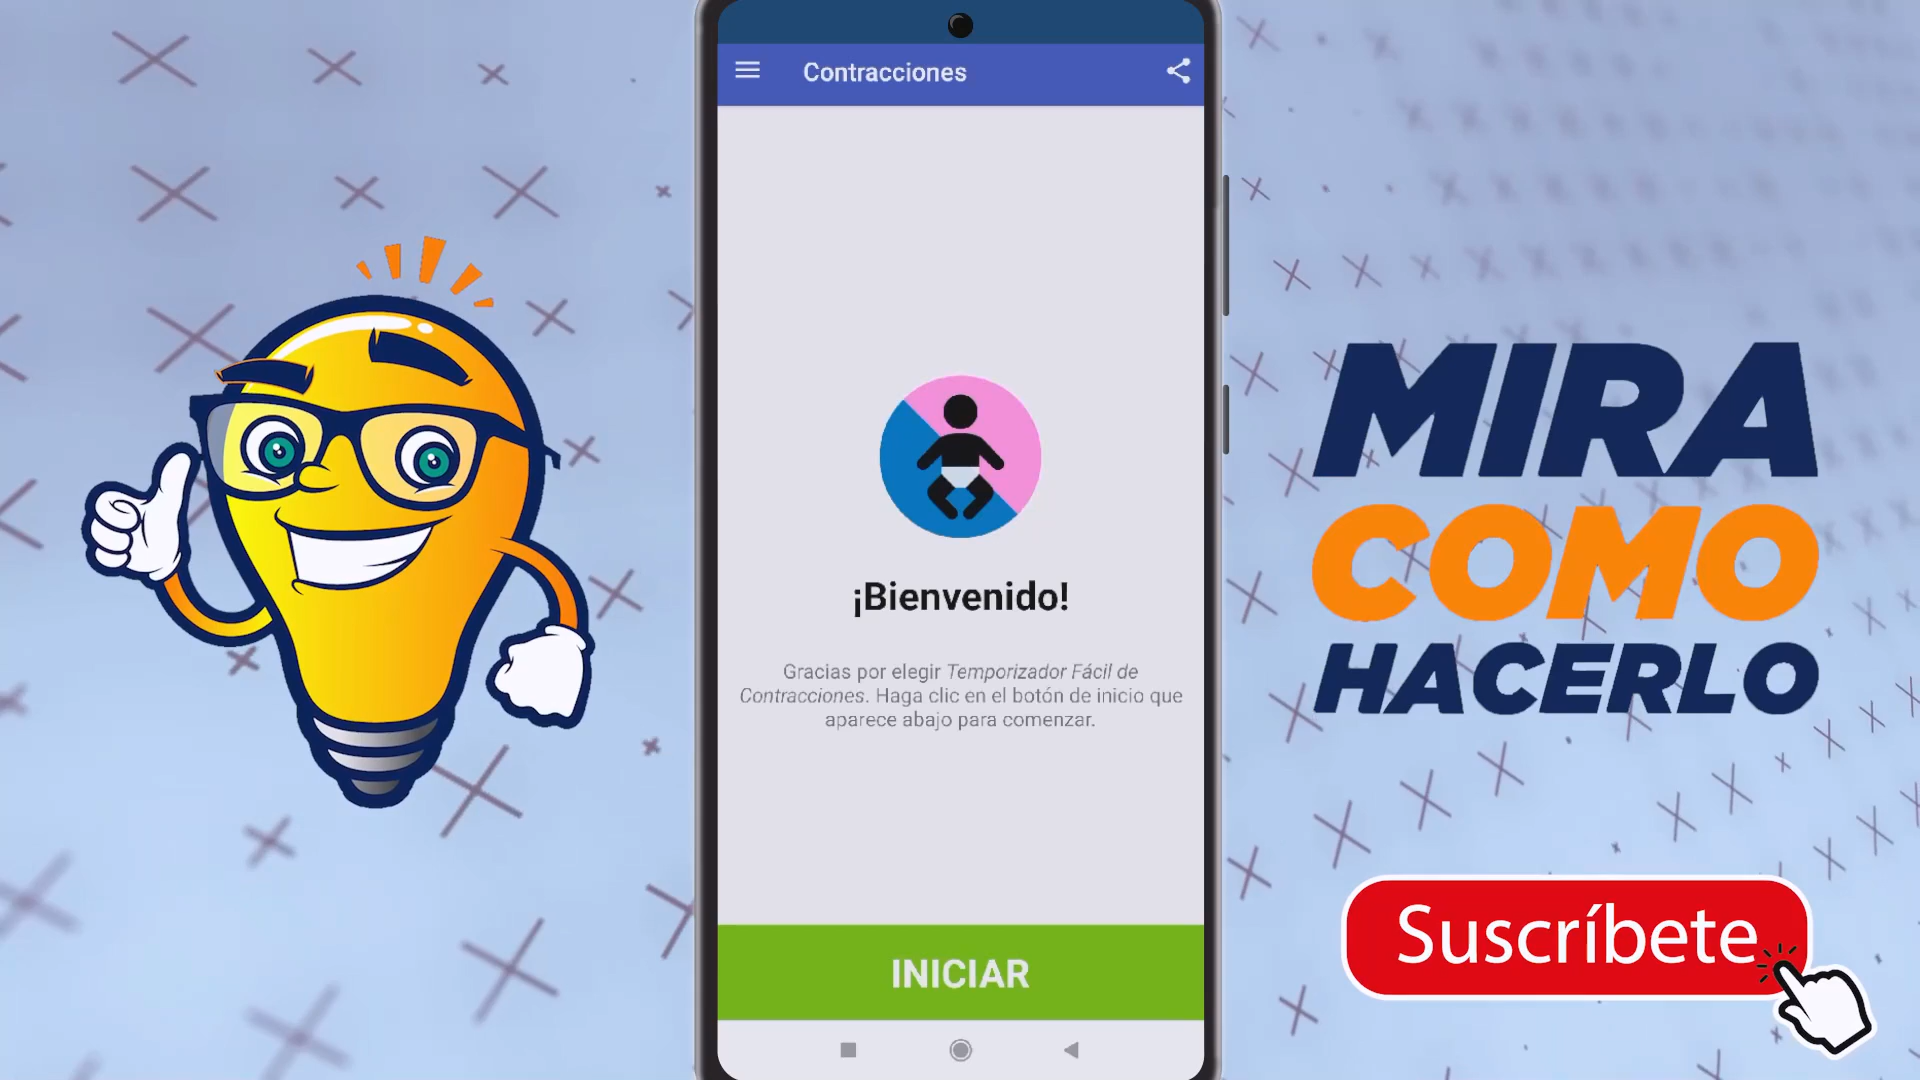 Contracciones
¡Bienvenido!
Gracias por elegir Temporizador Fácil de
Contracciones. Haga clic en el botón de inicio que
aparece abajo para comenzar.
INICIAR
MIRA
COMO
HACERLO
Suscríbete